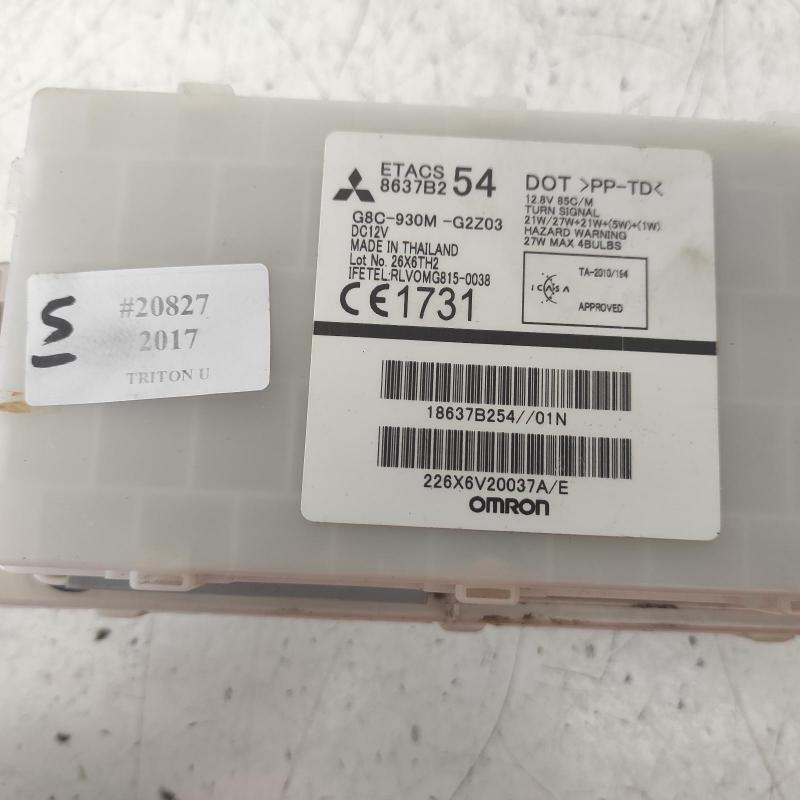 ETACS 54
8637B2
G8C-930M -G2Z03
DC12V
MADE IN THAILAND
Lot No. 26X6TH2
IFETEL:RLVOMG815-0038
CE1731
DOT >PP-TD<
12.8V 85C/M
TURN SIGNAL
21W/27W+21W+(5W)+(1W)
HAZARD WARNING
27W MAX 4BULBS
ICASA
TA-2010/194
APPROVED
18637B254//01N
226X6V20037A/E
OMRON
S
#20827
2017
TRITON U